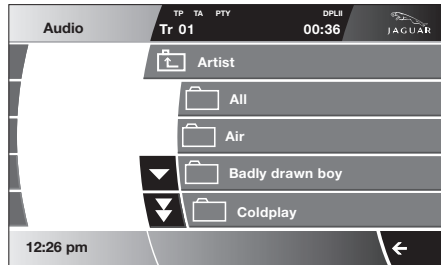 Audio
TP TA PTY DPLII
Tr 01 00:36
JAGUAR
Artist
All
Air
Badly drawn boy
Coldplay
12:26 pm